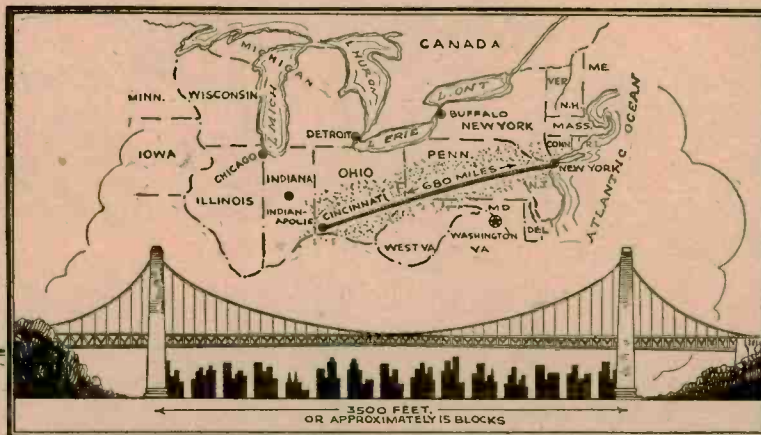 CANADA
MICHIGAN
HURON
L. ONT
VER.
ME.
MINN.
WISCONSIN
L. MICH
N.H.
BUFFALO
NEW YORK
MASS.
DETROIT
L. ERIE
CONN.
R.I.
ATLANTIC OCEAN
IOWA
CHICAGO
PENN.
NEW YORK
INDIANA
OHIO
680 MILES
N.J.
ILLINOIS
INDIAN-
APOLIS
CINCINNATI
MD
WASHINGTON
DEL.
WEST VA.
VA
3500 FEET,
OR APPROXIMATELY 15 BLOCKS